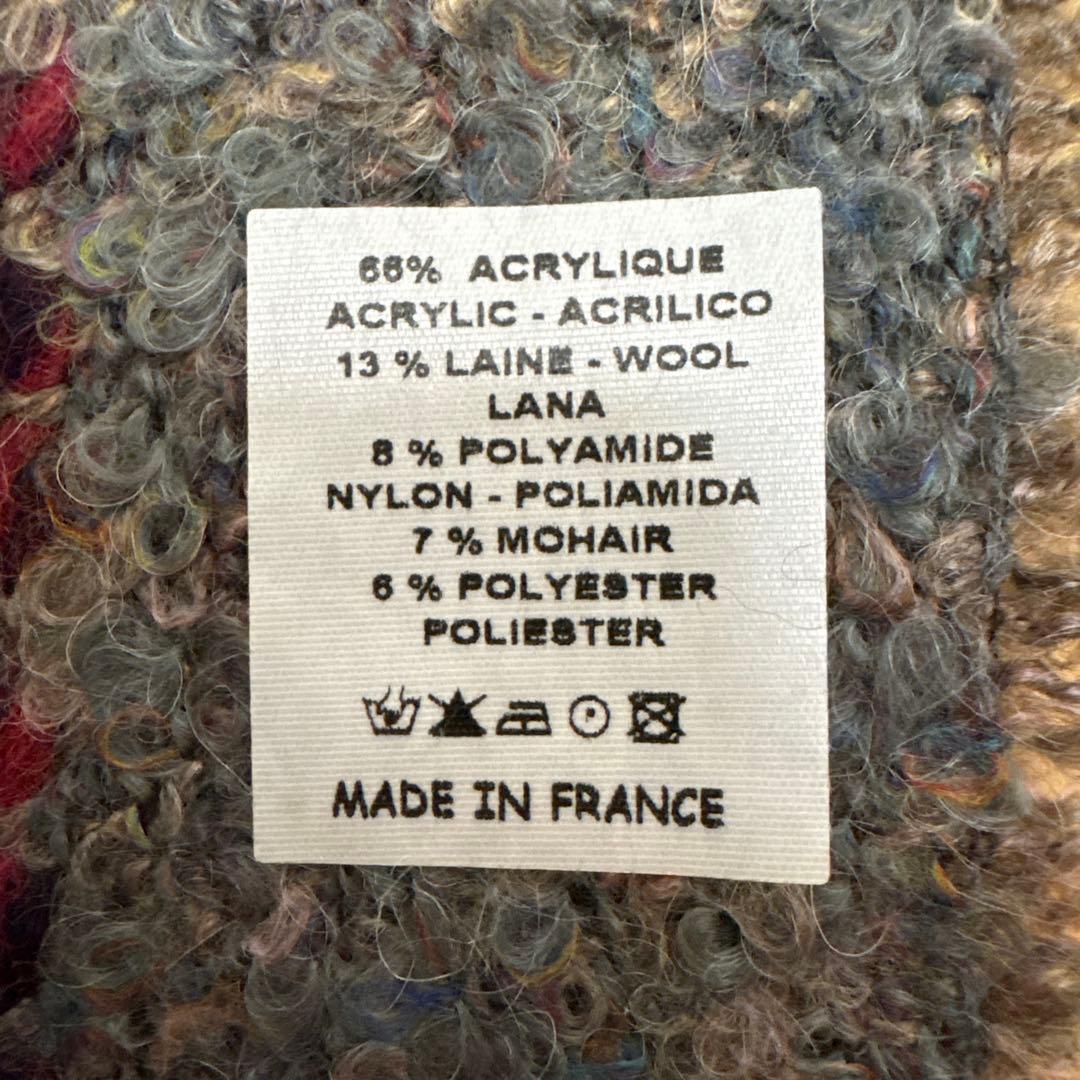 66% ACRYLIQUE
ACRYLIC - ACRILICO
13 % LAINE - WOOL
LANA
8 % POLYAMIDE
NYLON - POLIAMIDA
7 % MOHAIR
6 % POLYESTER
POLIESTER
MADE IN FRANCE